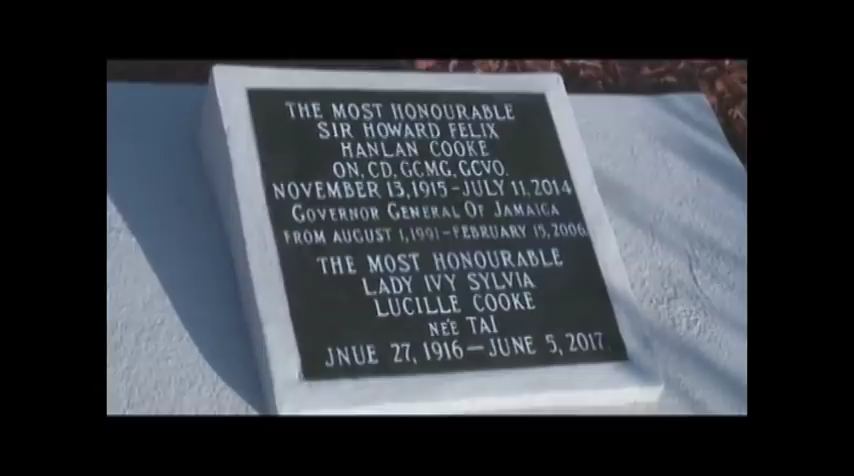 THE MOST HONOURABLE
SIR HOWARD FELIX
HANLAN COOKE
ON, CD, GCMG, GCVO.
NOVEMBER 13, 1915 - JULY 11, 2014
GOVERNOR GENERAL OF JAMAICA
FROM AUGUST 1, 1991 - FEBRUARY 15, 2006.
THE MOST HONOURABLE
LADY IVY SYLVIA
LUCILLE COOKE
NEÉ TAI
JNUE 27, 1916 — JUNE 5, 2017